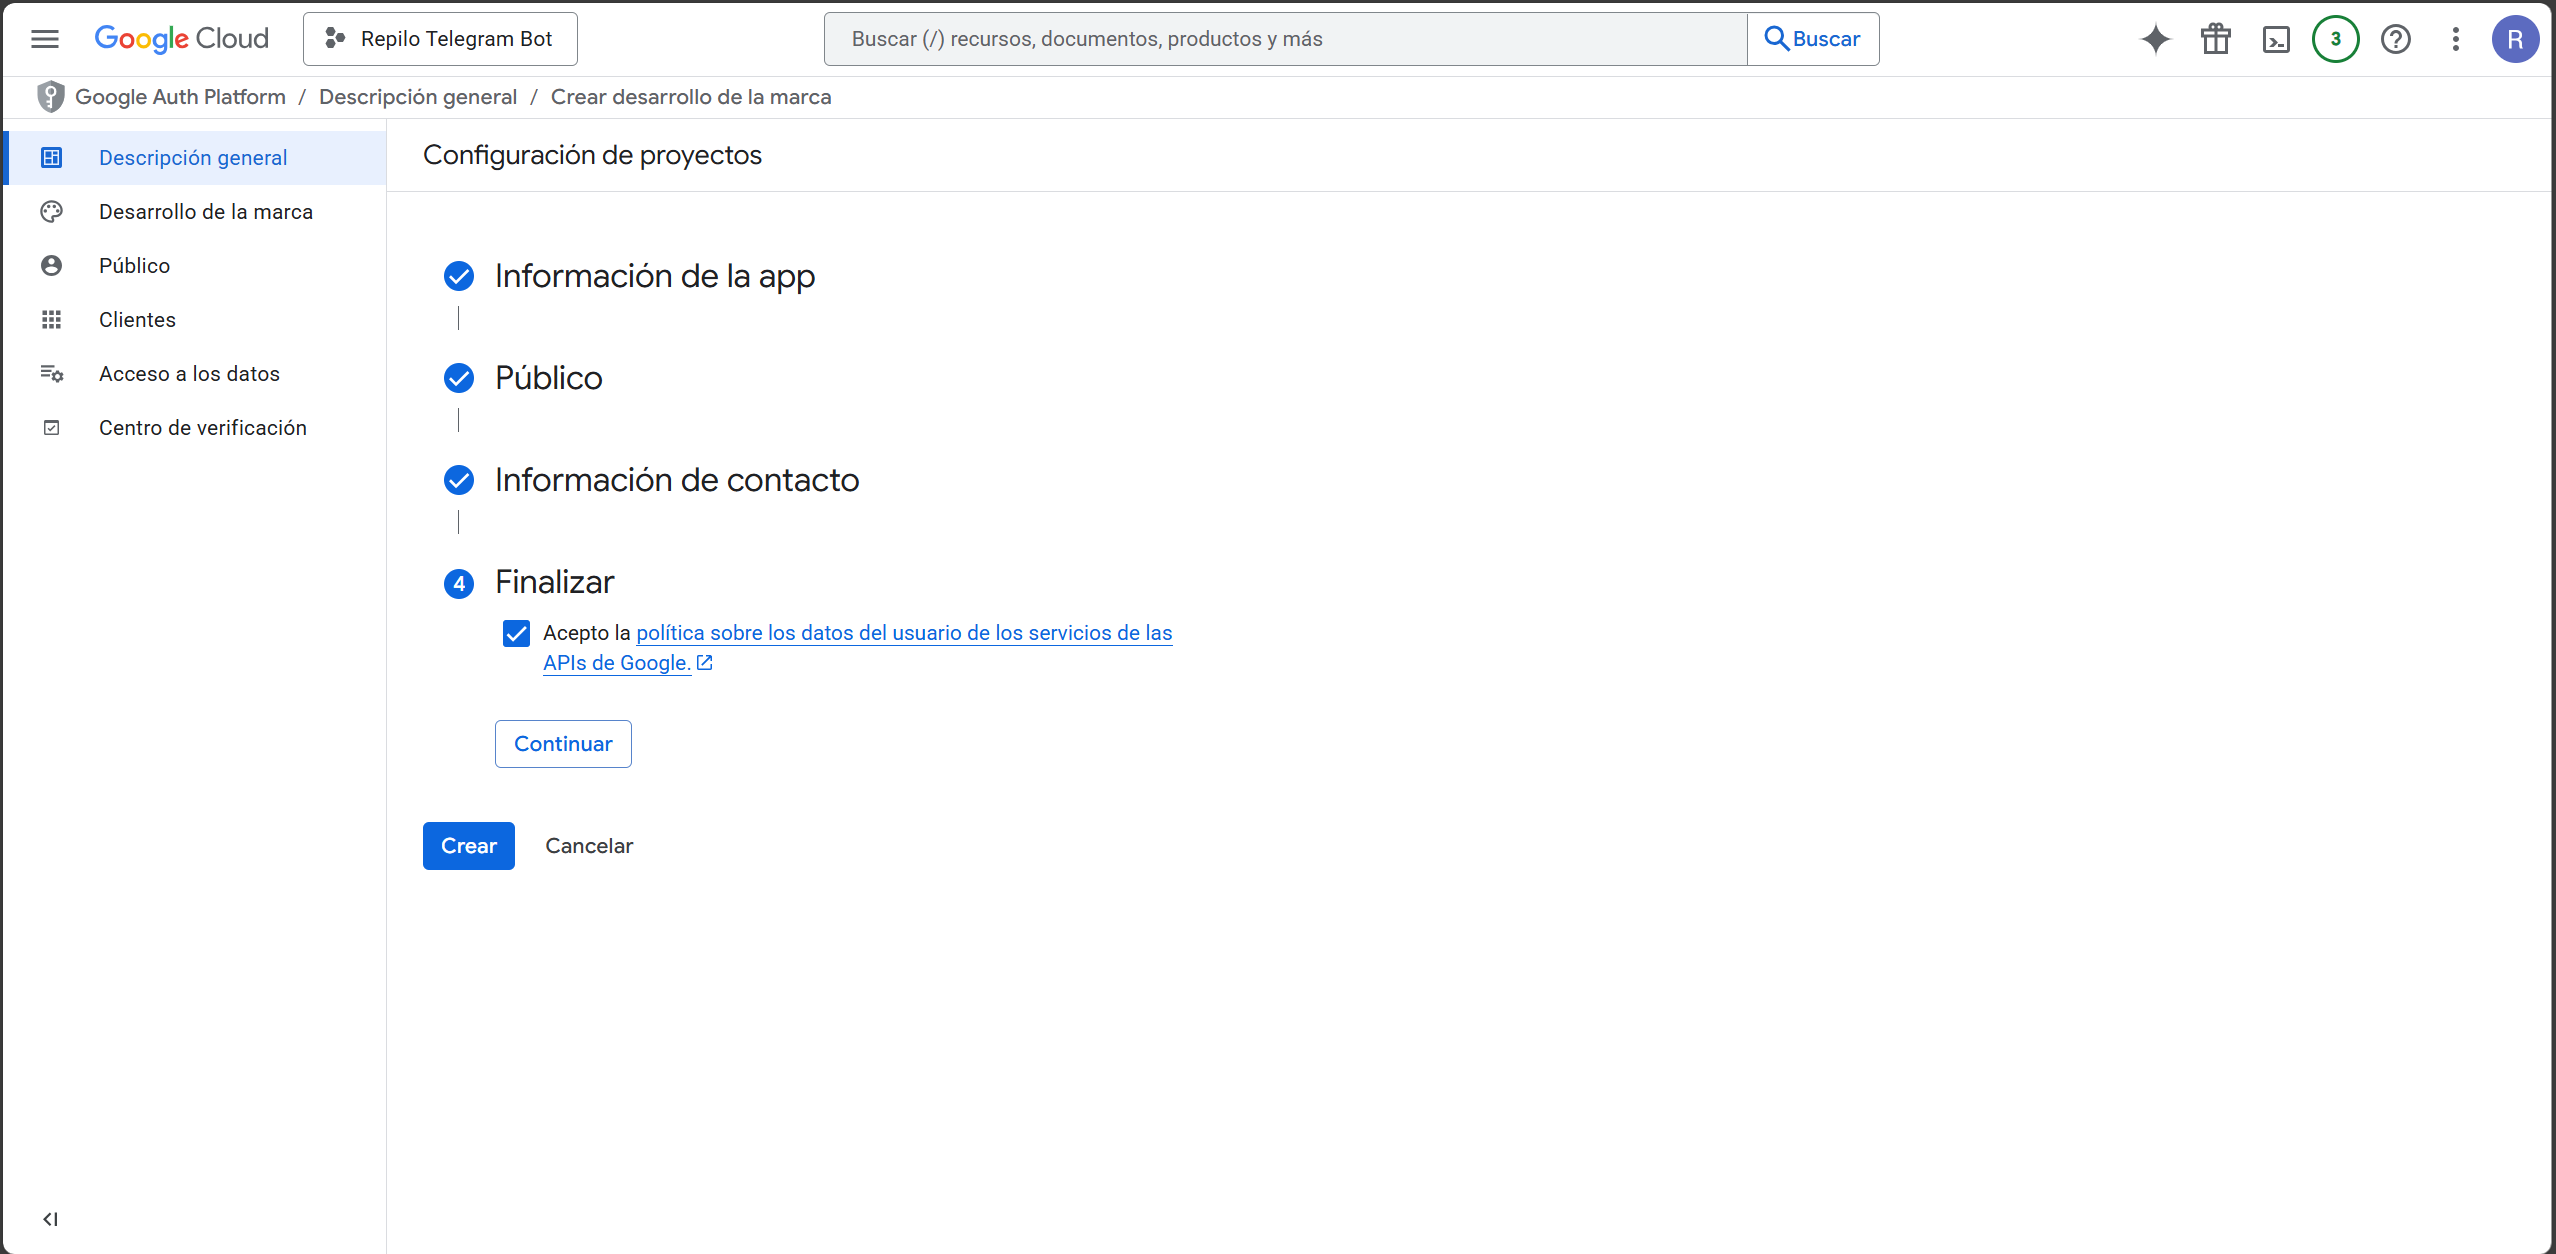 Google Cloud
Repilo Telegram Bot
Buscar (/) recursos, documentos, productos y más
Buscar
3
R
Google Auth Platform / Descripción general / Crear desarrollo de la marca
Descripción general
Desarrollo de la marca
Público
Clientes
Acceso a los datos
Centro de verificación
Configuración de proyectos
Información de la app
Público
Información de contacto
4 Finalizar
Acepto la política sobre los datos del usuario de los servicios de las
APIs de Google.
Continuar
Crear
Cancelar